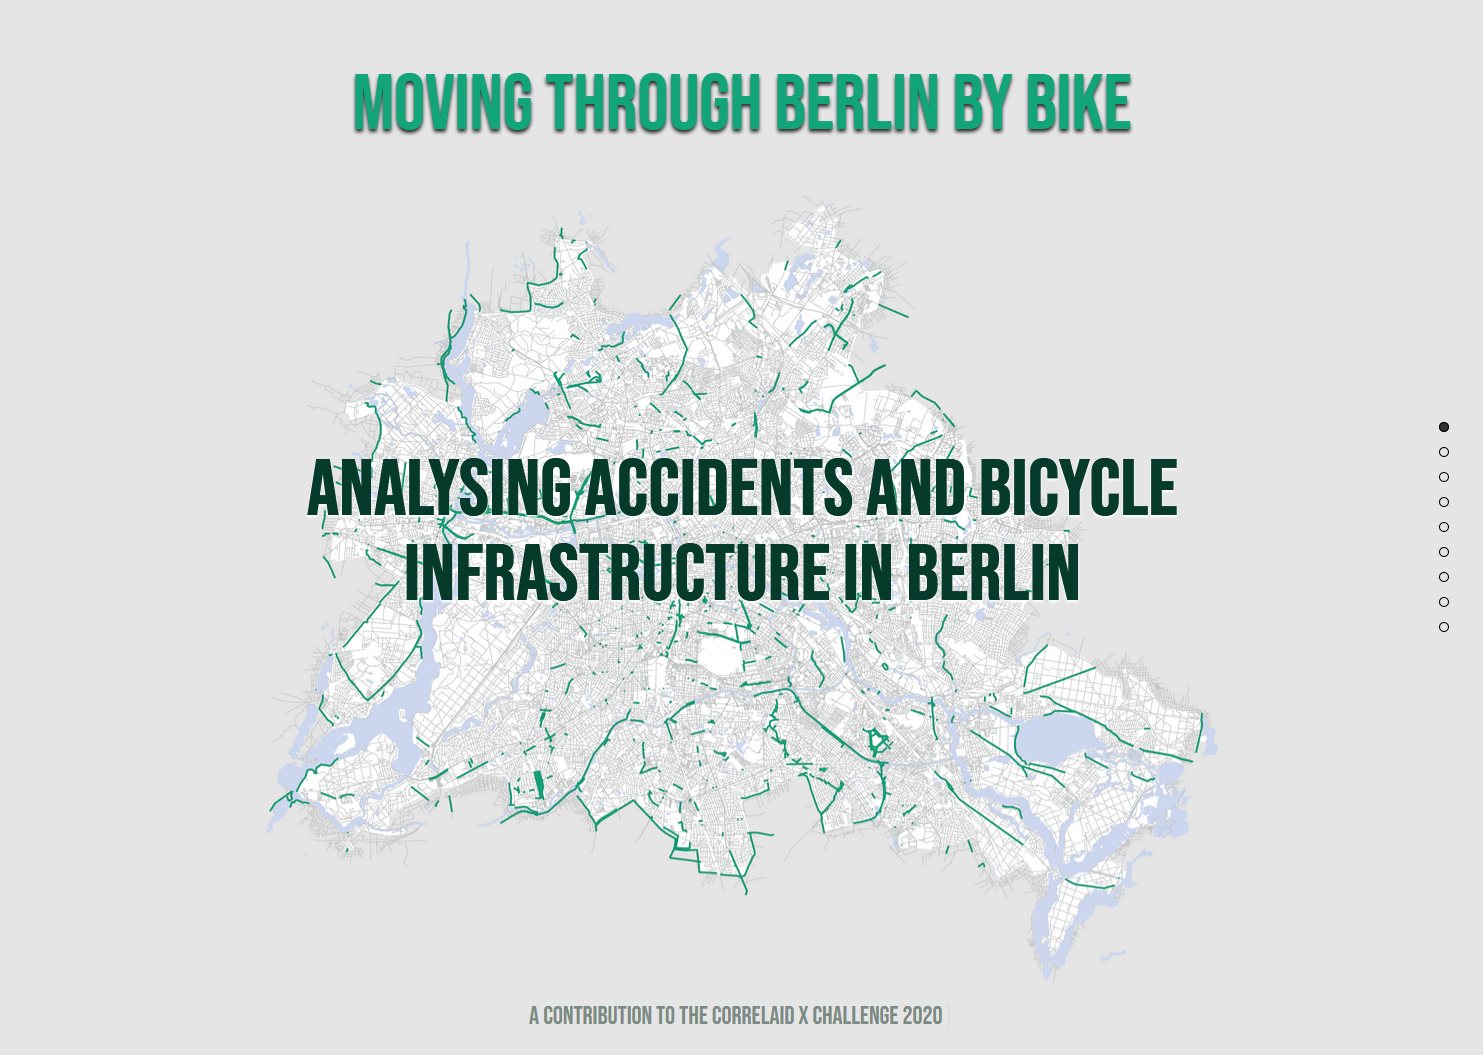 MOVING THROUGH BERLIN BY BIKE
ANALYSING ACCIDENTS AND BICYCLE
INFRASTRUCTURE IN BERLIN
A CONTRIBUTION TO THE CORRELAID X CHALLENGE 2020